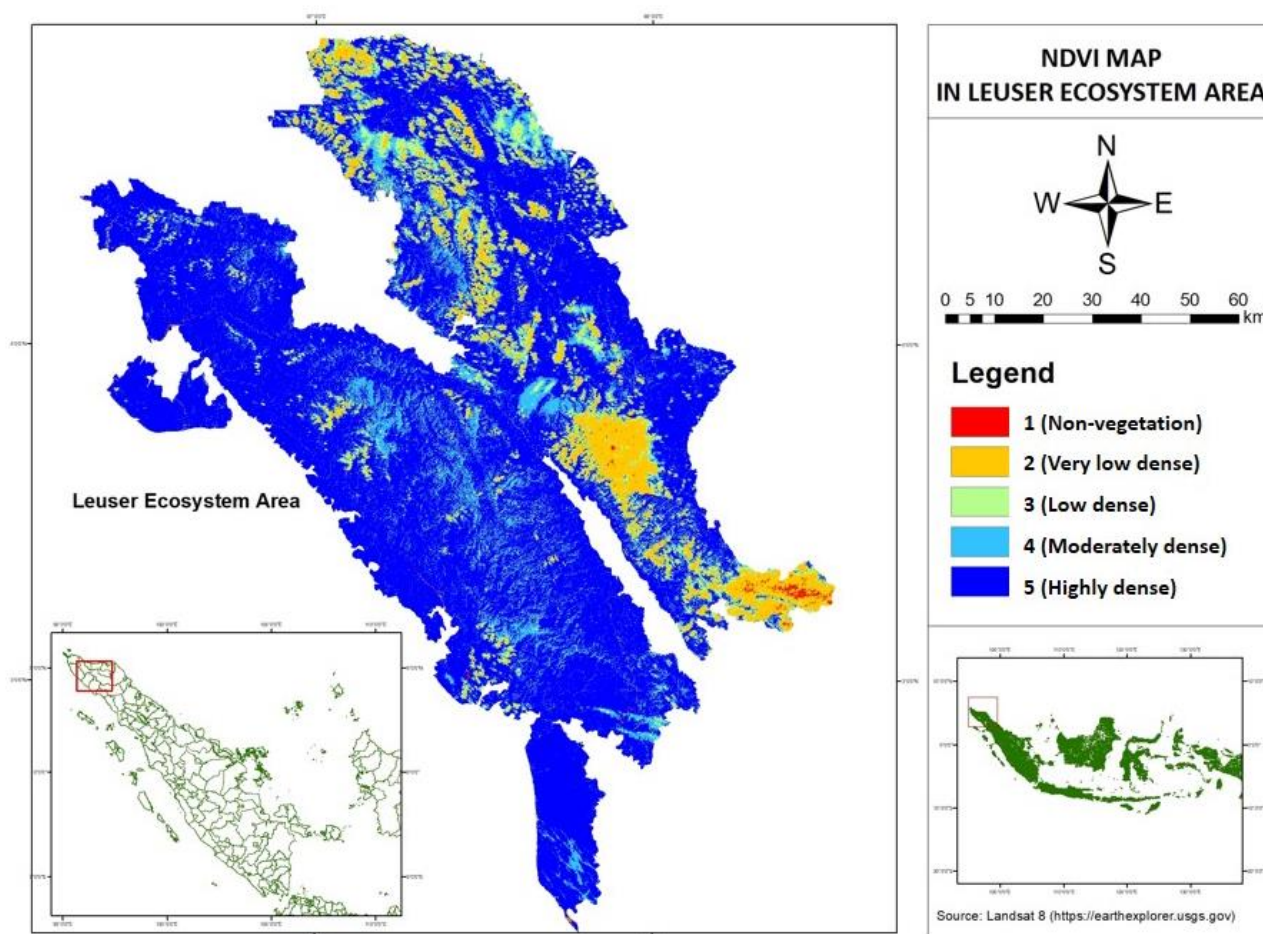 NDVI MAP
IN LEUSER ECOSYSTEM AREA
N
W
E
S
0 5 10 20 30 40 50 60
km
Legend
1 (Non-vegetation)
2 (Very low dense)
3 (Low dense)
4 (Moderately dense)
5 (Highly dense)
Leuser Ecosystem Area
Source: Landsat 8 (https://earthexplorer.usgs.gov)